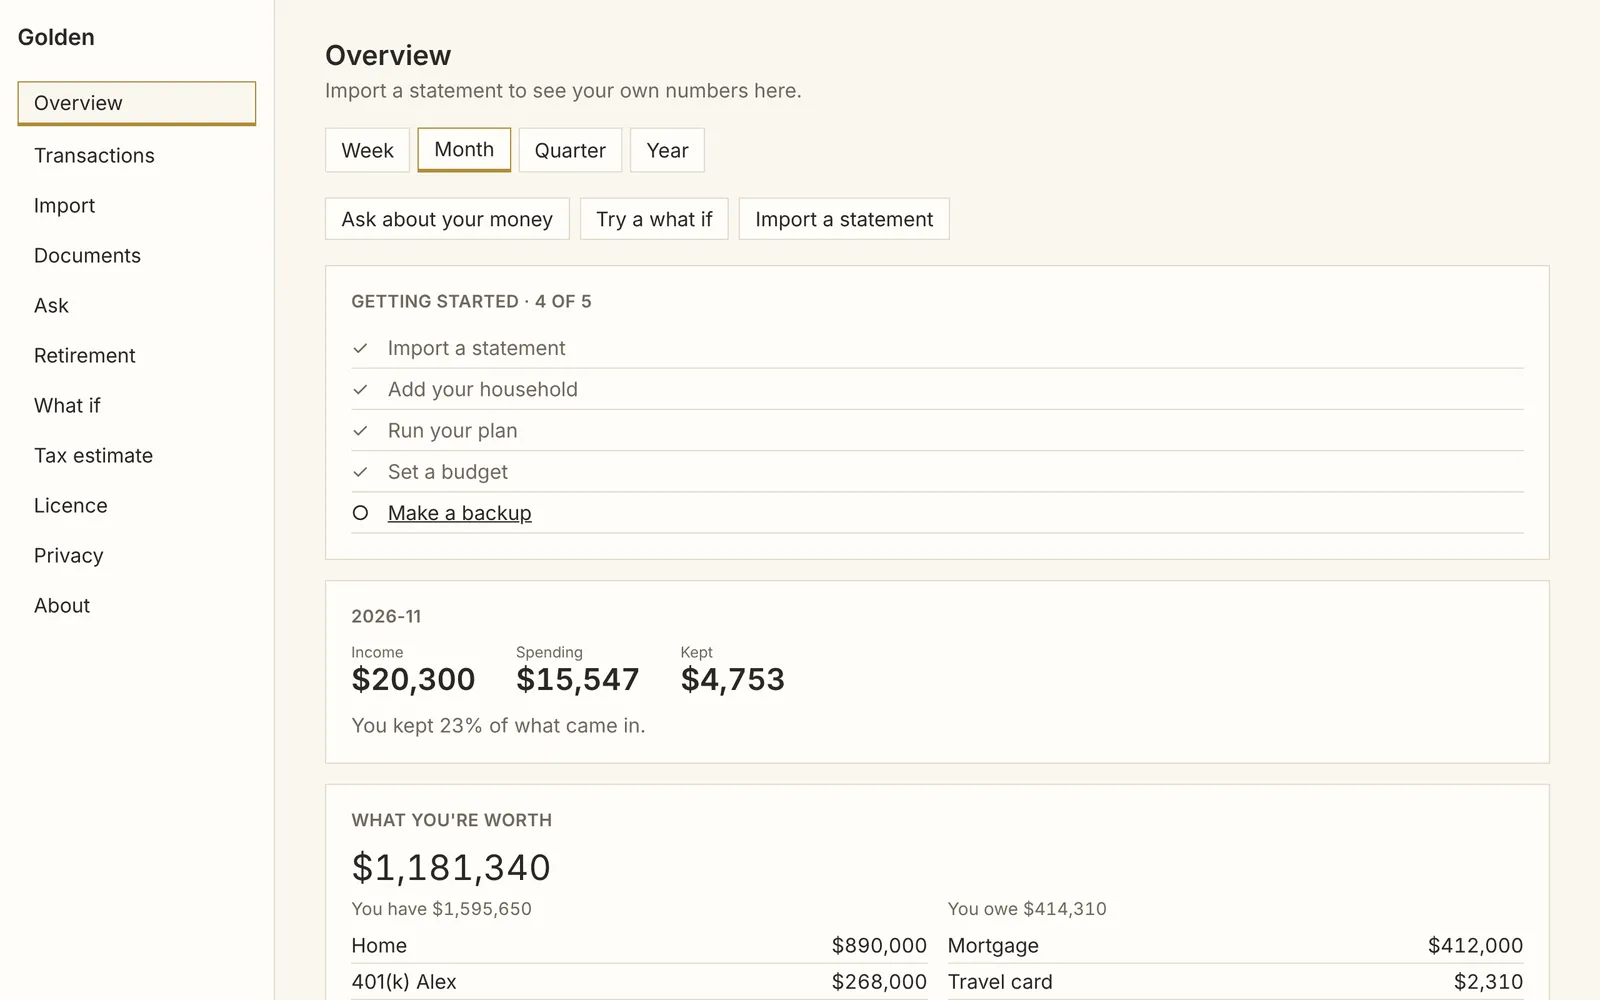 Golden
Overview
Transactions
Import
Documents
Ask
Retirement
What if
Tax estimate
Licence
Privacy
About
Overview
Import a statement to see your own numbers here.
Week Month Quarter Year
Ask about your money Try a what if Import a statement
GETTING STARTED · 4 OF 5
Import a statement
Add your household
Run your plan
Set a budget
Make a backup
2026-11
Income Spending Kept
$20,300 $15,547 $4,753
You kept 23% of what came in.
WHAT YOU'RE WORTH
$1,181,340
You have $1,595,650 You owe $414,310
Home $890,000 Mortgage $412,000
401(k) Alex $268,000 Travel card $2,310